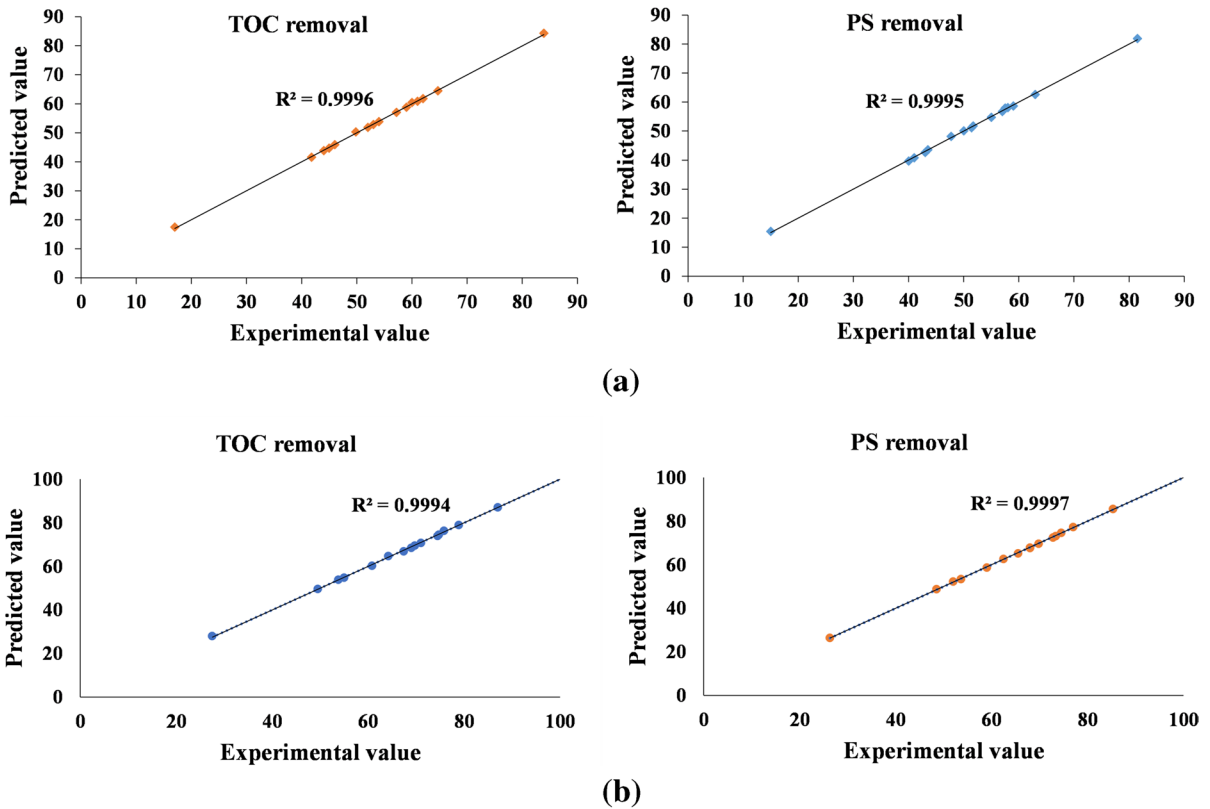 TOC removal
R² = 0.9996
Predicted value
90
80
70
60
50
40
30
20
10
0
0 10 20 30 40 50 60 70 80 90
Experimental value
PS removal
R² = 0.9995
Predicted value
90
80
70
60
50
40
30
20
10
0
0 10 20 30 40 50 60 70 80 90
Experimental value
(a)
TOC removal
R² = 0.9994
Predicted value
100
80
60
40
20
0
0 20 40 60 80 100
Experimental value
PS removal
R² = 0.9997
Predicted value
100
80
60
40
20
0
0 20 40 60 80 100
Experimental value
(b)